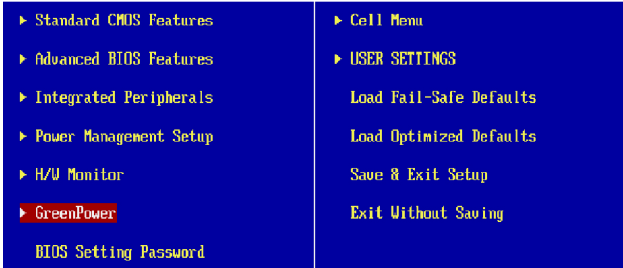 Standard CMOS Features
Advanced BIOS Features
Integrated Peripherals
Power Management Setup
H/W Monitor
GreenPower
BIOS Setting Password
Cell Menu
USER SETTINGS
Load Fail-Safe Defaults
Load Optimized Defaults
Save & Exit Setup
Exit Without Saving